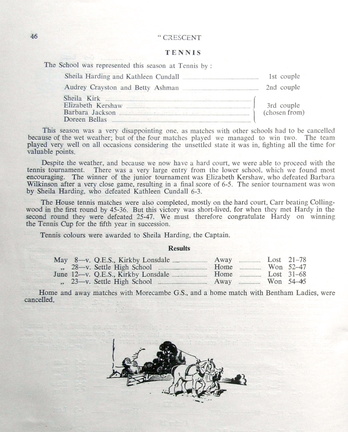 46
"CRESCENT
TENNIS
The School was represented this season at Tennis by :
Sheila Harding and Kathleen Cundall ... 1st couple
Audrey Crayston and Betty Ashman ... 2nd couple
Sheila Kirk
Elizabeth Kershaw ... 3rd couple
Barbara Jackson ... (chosen from)
Doreen Bellas
This season was a very disappointing one, as matches with other schools had to be cancelled
because of the wet weather; but of the four matches played we managed to win two. The team
played very well on all occasions considering the unsettled state it was in, fighting all the time for
valuable points.
Despite the weather, and because we now have a hard court, we were able to proceed with the
tennis tournament. There was a very large entry from the lower school, which we found most
encouraging. The winner of the junior tournament was Elizabeth Kershaw, who defeated Barbara
Wilkinson after a very close game, resulting in a final score of 6-5. The senior tournament was won
by Sheila Harding, who defeated Kathleen Cundall 6-3.
The House tennis matches were also completed, mostly on the hard court, Carr beating Colling-
wood in the first round by 45-36. But this victory was short-lived, for when they met Hardy in the
second round they were defeated 25-47. We must therefore congratulate Hardy on winning
the Tennis Cup for the fifth year in succession.
Tennis colours were awarded to Sheila Harding, the Captain.
Results
May 8—v. Q.E.S., Kirkby Lonsdale ... Away ... Lost 21-78
„ 28—v. Settle High School ... Home ... Won 52-47
June 12—v. Q.E.S., Kirkby Lonsdale ... Home ... Lost 31-68
„ 23—v. Settle High School ... Away ... Won 54-45
Home and away matches with Morecambe G.S., and a home match with Bentham Ladies, were
cancelled.